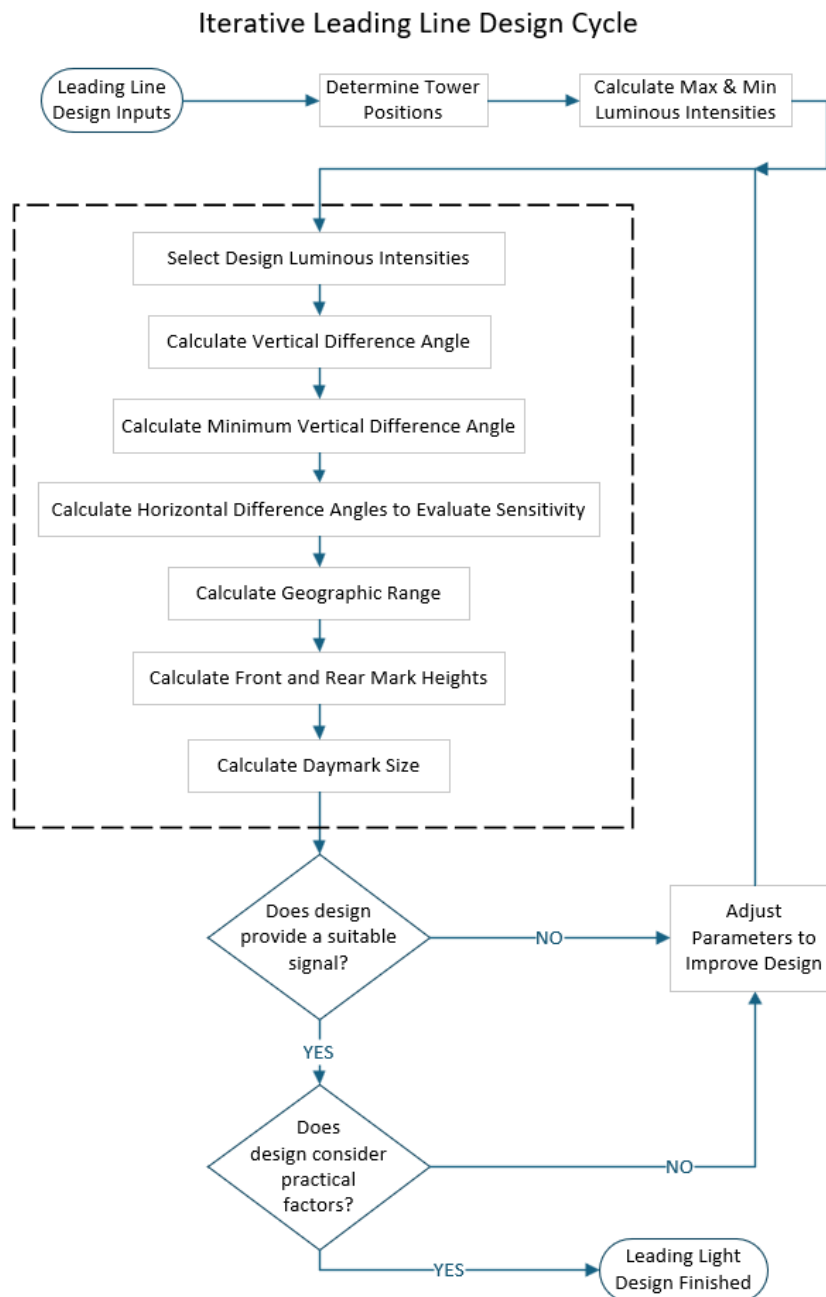 Iterative Leading Line Design Cycle
Leading Line
Design Inputs
Determine Tower
Positions
Calculate Max & Min
Luminous Intensities
Select Design Luminous Intensities
Calculate Vertical Difference Angle
Calculate Minimum Vertical Difference Angle
Calculate Horizontal Difference Angles to Evaluate Sensitivity
Calculate Geographic Range
Calculate Front and Rear Mark Heights
Calculate Daymark Size
Does design
provide a suitable
signal?
NO
Adjust
Parameters to
Improve Design
YES
Does
design consider
practical
factors?
NO
YES
Leading Light
Design Finished